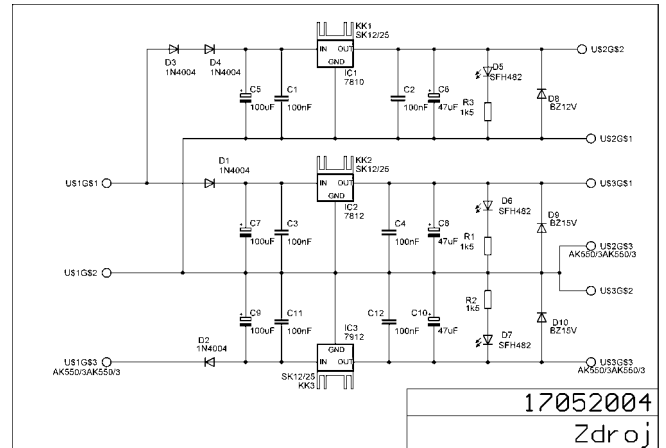 KK1
SK12/25
D3
1N4004
D4
1N4004
IN OUT
GND
IC1
7810
C5
100uF
C1
100nF
C2
100nF
C6
47uF
D5
SFH482
R3
1k5
D8
BZ12V
U$2G$2
U$2G$1
U$1G$1
D1
1N4004
KK2
SK12/25
IN OUT
GND
IC2
7812
C7
100uF
C3
100nF
C4
100nF
C8
47uF
D6
SFH482
R1
1k5
D9
BZ15V
U$3G$1
U$2G$3
AK550/3AK550/3
U$1G$2
U$3G$2
C9
100uF
C11
100nF
IC3
7912
GND
IN OUT
C12
100nF
C10
47uF
R2
1k5
D7
SFH482
D10
BZ15V
D2
1N4004
U$1G$3
AK550/3AK550/3
SK12/25
KK3
U$3G$3
AK550/3AK550/3
17052004
Zdroj